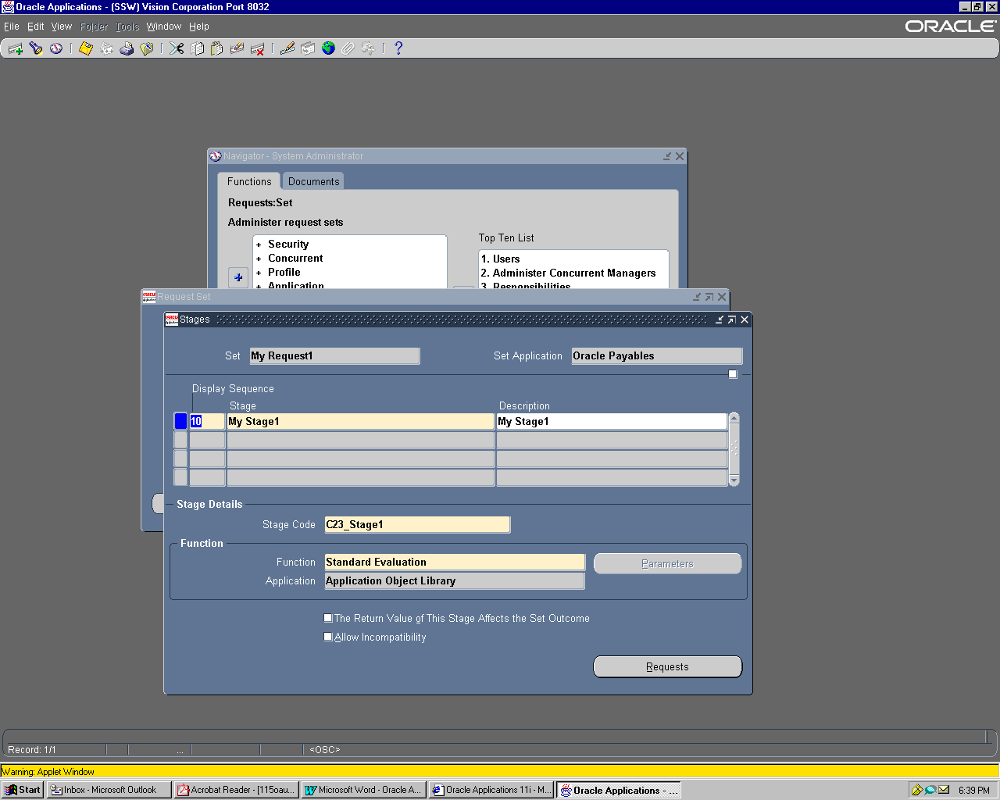 Oracle Applications - (SSW) Vision Corporation Port 8032
File Edit View Folder Tools Window Help
ORACLE
Navigator - System Administrator
Functions Documents
Requests:Set
Administer request sets
Top Ten List
+ Security
+ Concurrent
+ Profile
+ Application
1. Users
2. Administer Concurrent Managers
3. Responsibilities
Request Set
Stages
Set My Request1 Set Application Oracle Payables
Display Sequence
Stage Description
10 My Stage1 My Stage1
Stage Details
Stage Code C23_Stage1
Function
Function Standard Evaluation Parameters
Application Application Object Library
The Return Value of This Stage Affects the Set Outcome
Allow Incompatibility
Requests
Record: 1/1 ... <OSC>
Warning: Applet Window
Start Inbox - Microsoft Outlook Acrobat Reader - [115oau... Microsoft Word - Oracle A... Oracle Applications 11i - M... Oracle Applications - ... 6:39 PM